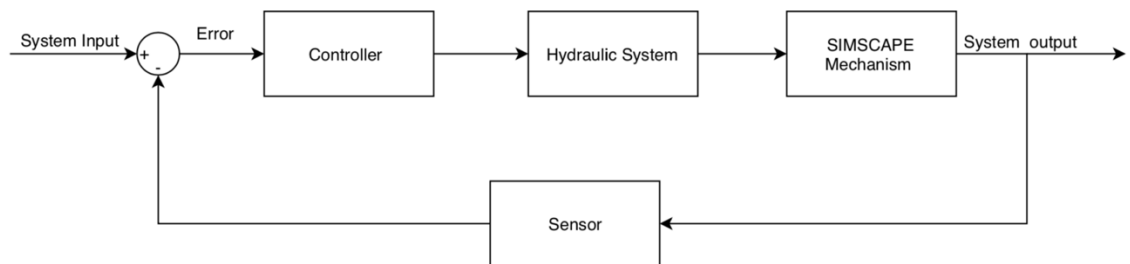 System Input
+
-
Error
Controller
Hydraulic System
SIMSCAPE
Mechanism
System output
Sensor